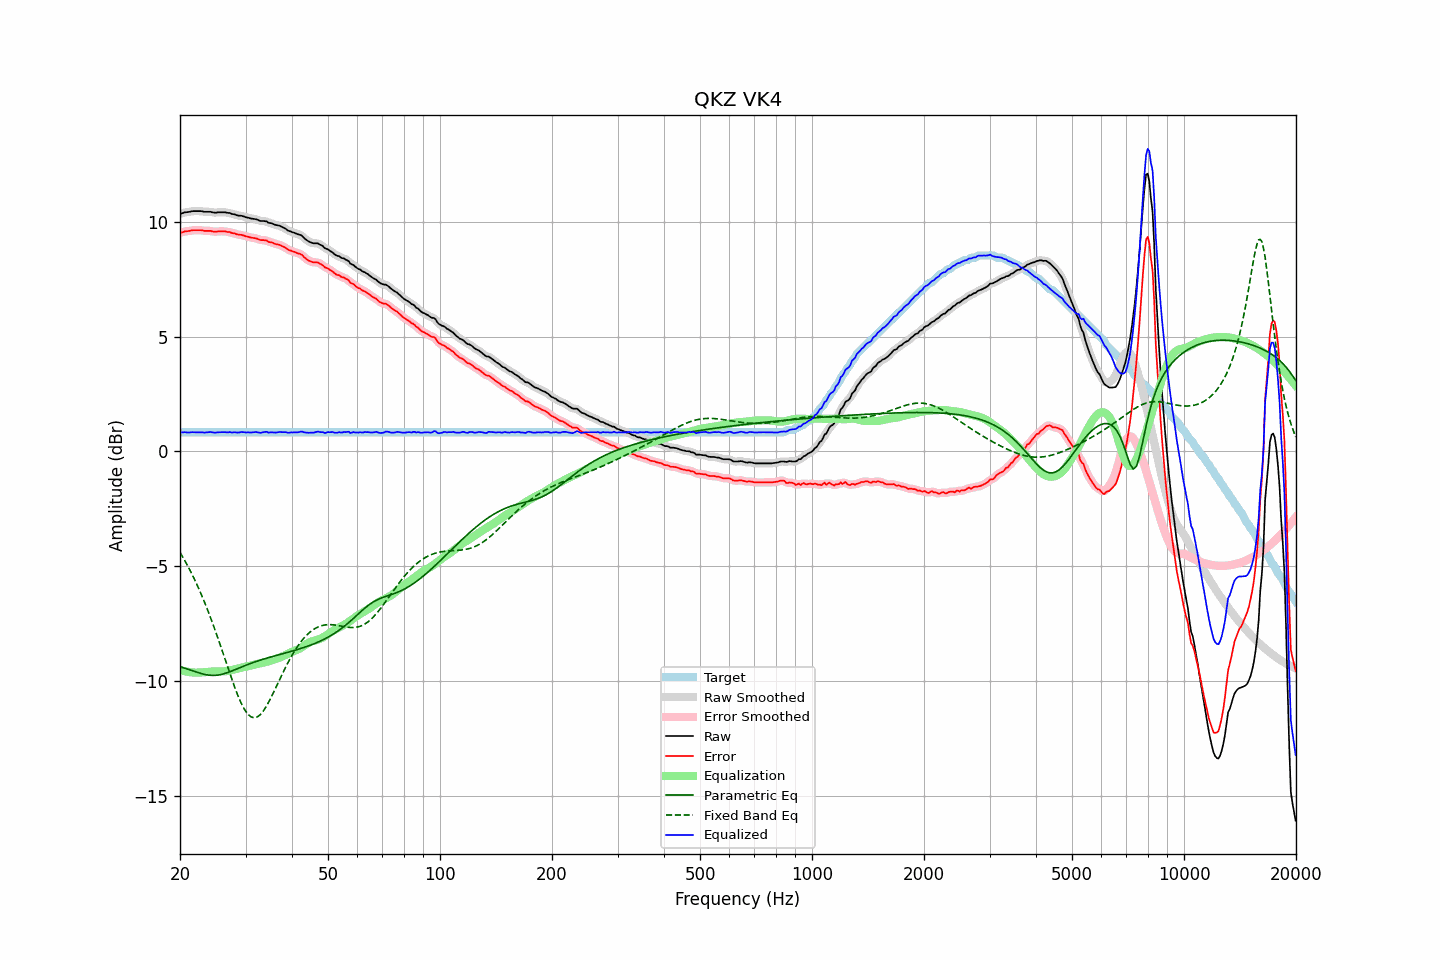 QKZ VK4
Amplitude (dBr)
10
5
0
−5
−10
−15
Target
Raw Smoothed
Error Smoothed
Raw
Error
Equalization
Parametric Eq
Fixed Band Eq
Equalized
20 50 100 200 500 1000 2000 5000 10000 20000
Frequency (Hz)